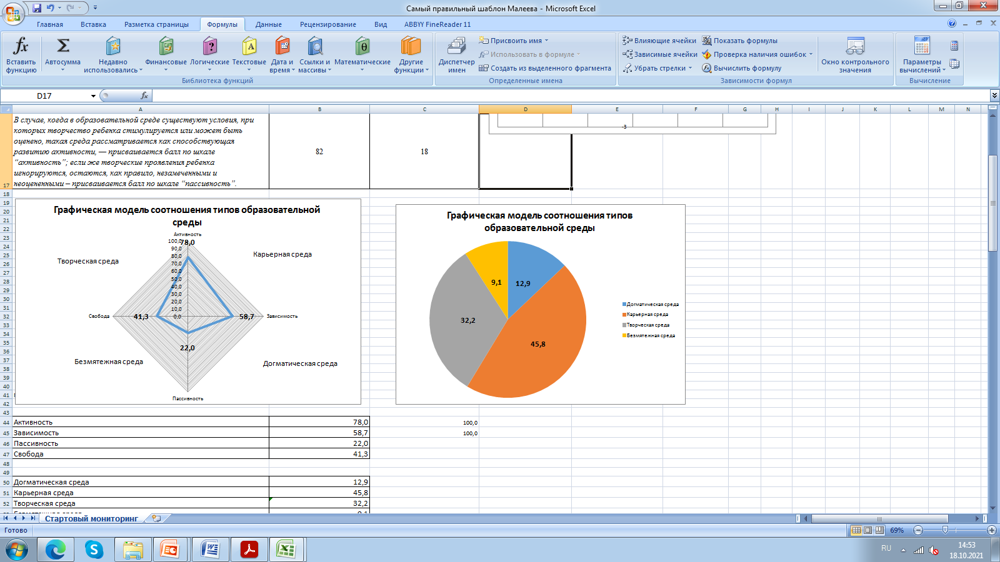 Самый правильный шаблон Малеева - Microsoft Excel
Главная Вставка Разметка страницы Формулы Данные Рецензирование Вид ABBYY FineReader 11
fx Σ ? A θ
Вставить функцию
Автосумма
Недавно использовались
Финансовые
Логические
Текстовые
Дата и время
Ссылки и массивы
Математические
Другие функции
Библиотека функций
Диспетчер имен
Присвоить имя
Использовать в формуле
Создать из выделенного фрагмента
Определенные имена
Влияющие ячейки
Зависимые ячейки
Убрать стрелки
Показать формулы
Проверка наличия ошибок
Вычислить формулу
Зависимости формул
Окно контрольного значения
Параметры вычислений
Вычисление
D17 fx
A B C D E F G H I J K L M N
В случае, когда в образовательной среде существуют условия, при
которых творчество ребенка стимулируется или может быть
оценено, такая среда рассматривается как способствующая
развитию активности, — присваивается балл по шкале
“активность”; если же творческие проявления ребенка
игнорируются, остаются, как правило, незамеченными и
неоцененными – присваивается балл по шкале “пассивность”.
82 18
-3
17
18
19
20
21
22
23
24
25
26
27
28
29
30
31
32
33
34
35
36
37
38
39
40
41
42
43
Графическая модель соотношения типов образовательной
среды
Активность
100,0
78,0
90,0
80,0
70,0
60,0
50,0
40,0
30,0
20,0
10,0
0,0
Творческая среда
Карьерная среда
Свобода
41,3
58,7
Зависимость
22,0
Безмятежная среда
Догматическая среда
Пассивность
Графическая модель соотношения типов
образовательной среды
9,1
12,9
32,2
45,8
Догматическая среда
Карьерная среда
Творческая среда
Безмятежная среда
44 Активность 78,0 100,0
45 Зависимость 58,7 100,0
46 Пассивность 22,0
47 Свобода 41,3
48
49
50 Догматическая среда 12,9
51 Карьерная среда 45,8
52 Творческая среда 32,2
Стартовый мониторинг
Готово
69%
RU
14:53
18.10.2021